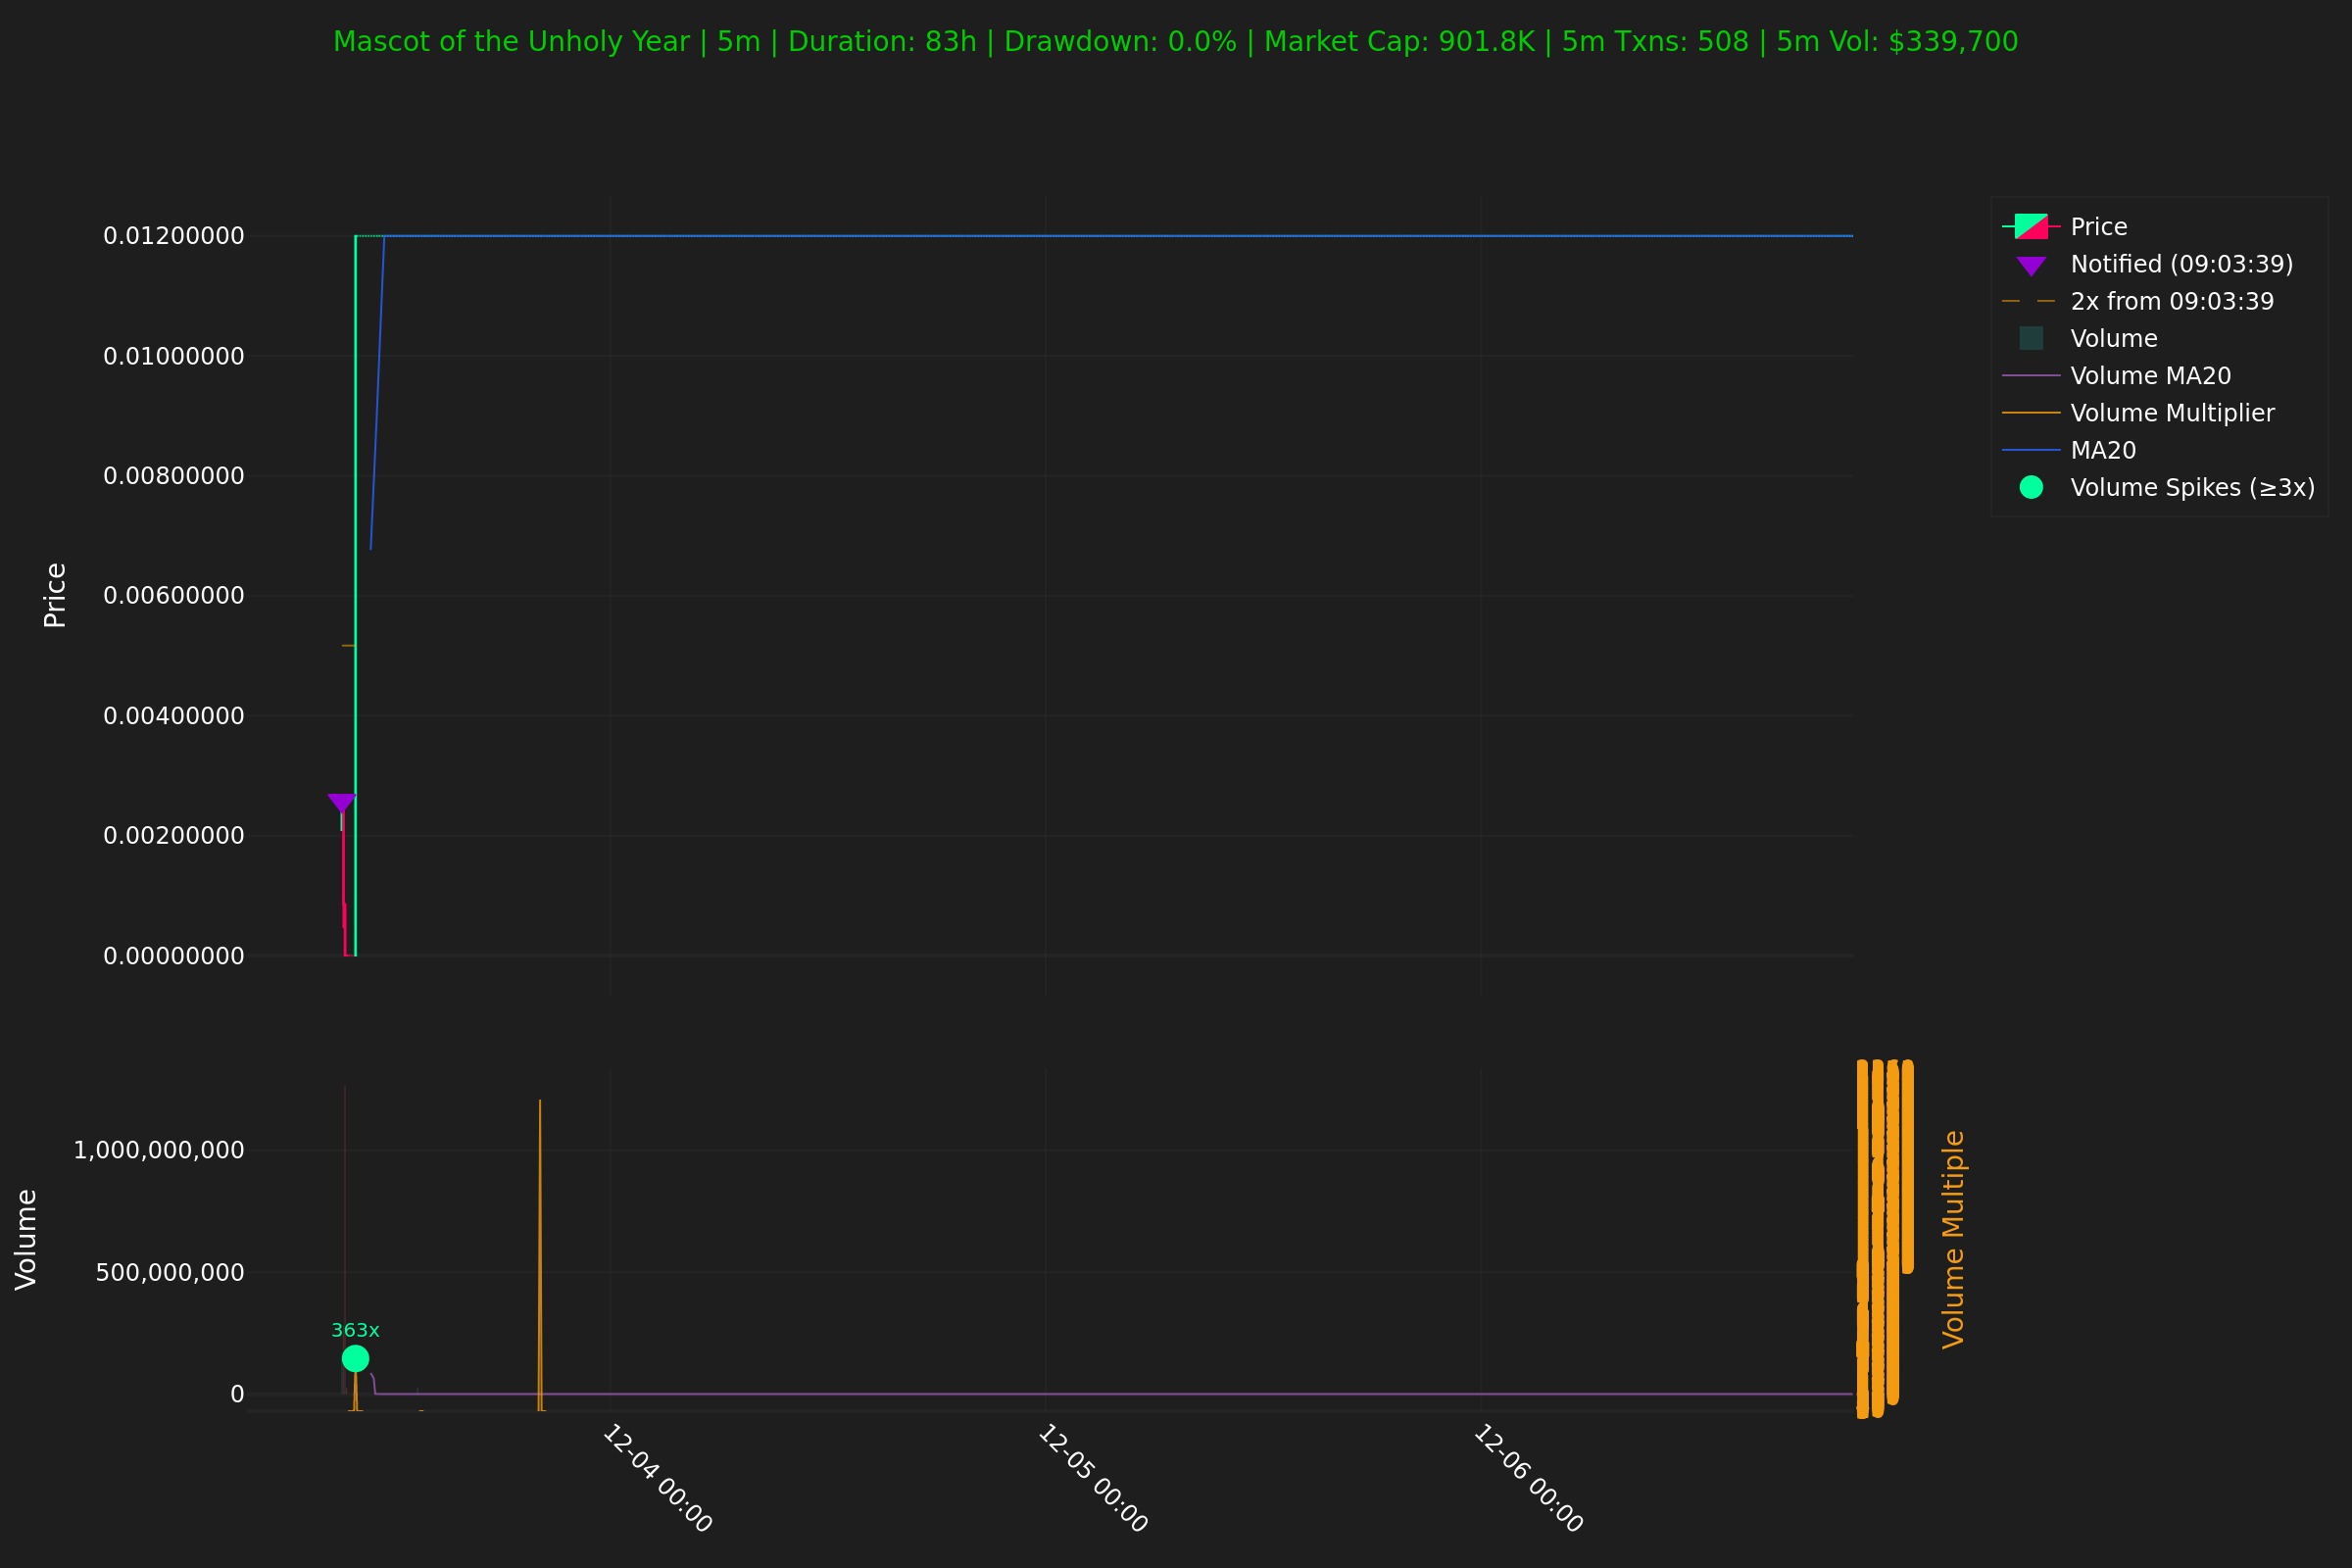 Mascot of the Unholy Year | 5m | Duration: 83h | Drawdown: 0.0% | Market Cap: 901.8K | 5m Txns: 508 | 5m Vol: $339,700
Price
0.01200000
0.01000000
0.00800000
0.00600000
0.00400000
0.00200000
0.00000000
Price
Notified (09:03:39)
2x from 09:03:39
Volume
Volume MA20
Volume Multiplier
MA20
Volume Spikes (≥3x)
Volume
1,000,000,000
500,000,000
0
363x
Volume Multiple
12-04 00:00
12-05 00:00
12-06 00:00